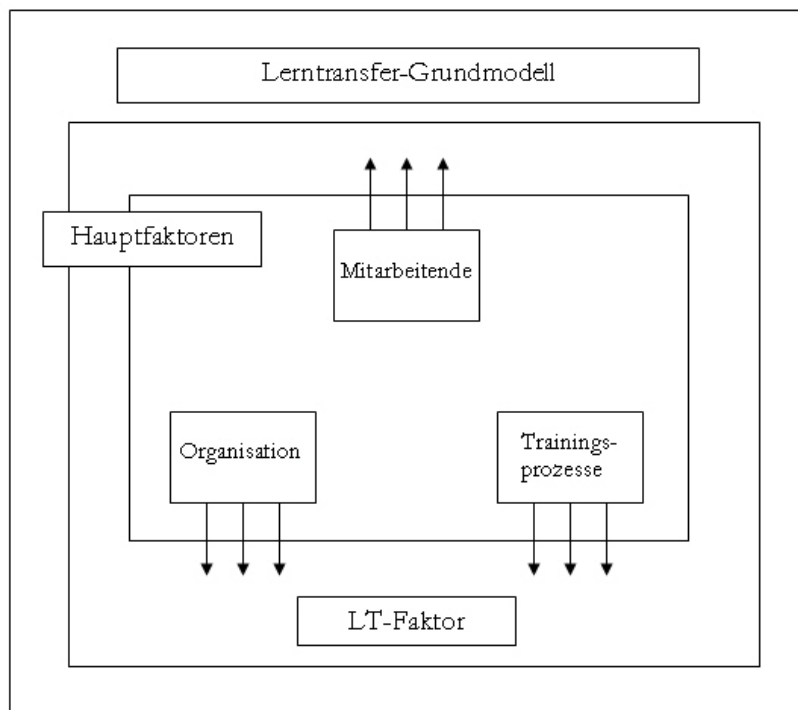 Lerntransfer-Grundmodell
Hauptfaktoren
Mitarbeitende
Organisation
Trainings-
prozesse
LT-Faktor